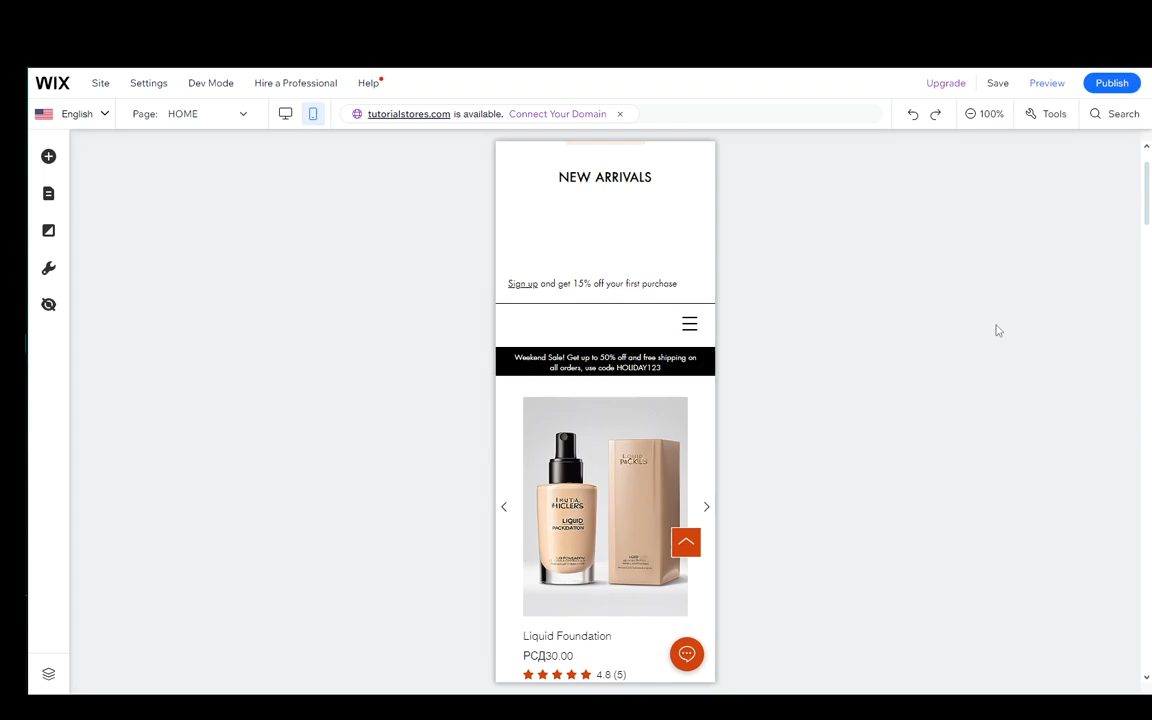 WIX Site Settings Dev Mode Hire a Professional Help Upgrade Save Preview Publish
English Page: HOME tutorialstores.com is available. Connect Your Domain × 100% Tools Search
NEW ARRIVALS
Sign up and get 15% off your first purchase
Weekend Sale! Get up to 50% off and free shipping on
all orders, use code HOLIDAY123
MICLERS
LIQUID
Liquid Foundation
РСД30.00
4.8 (5)